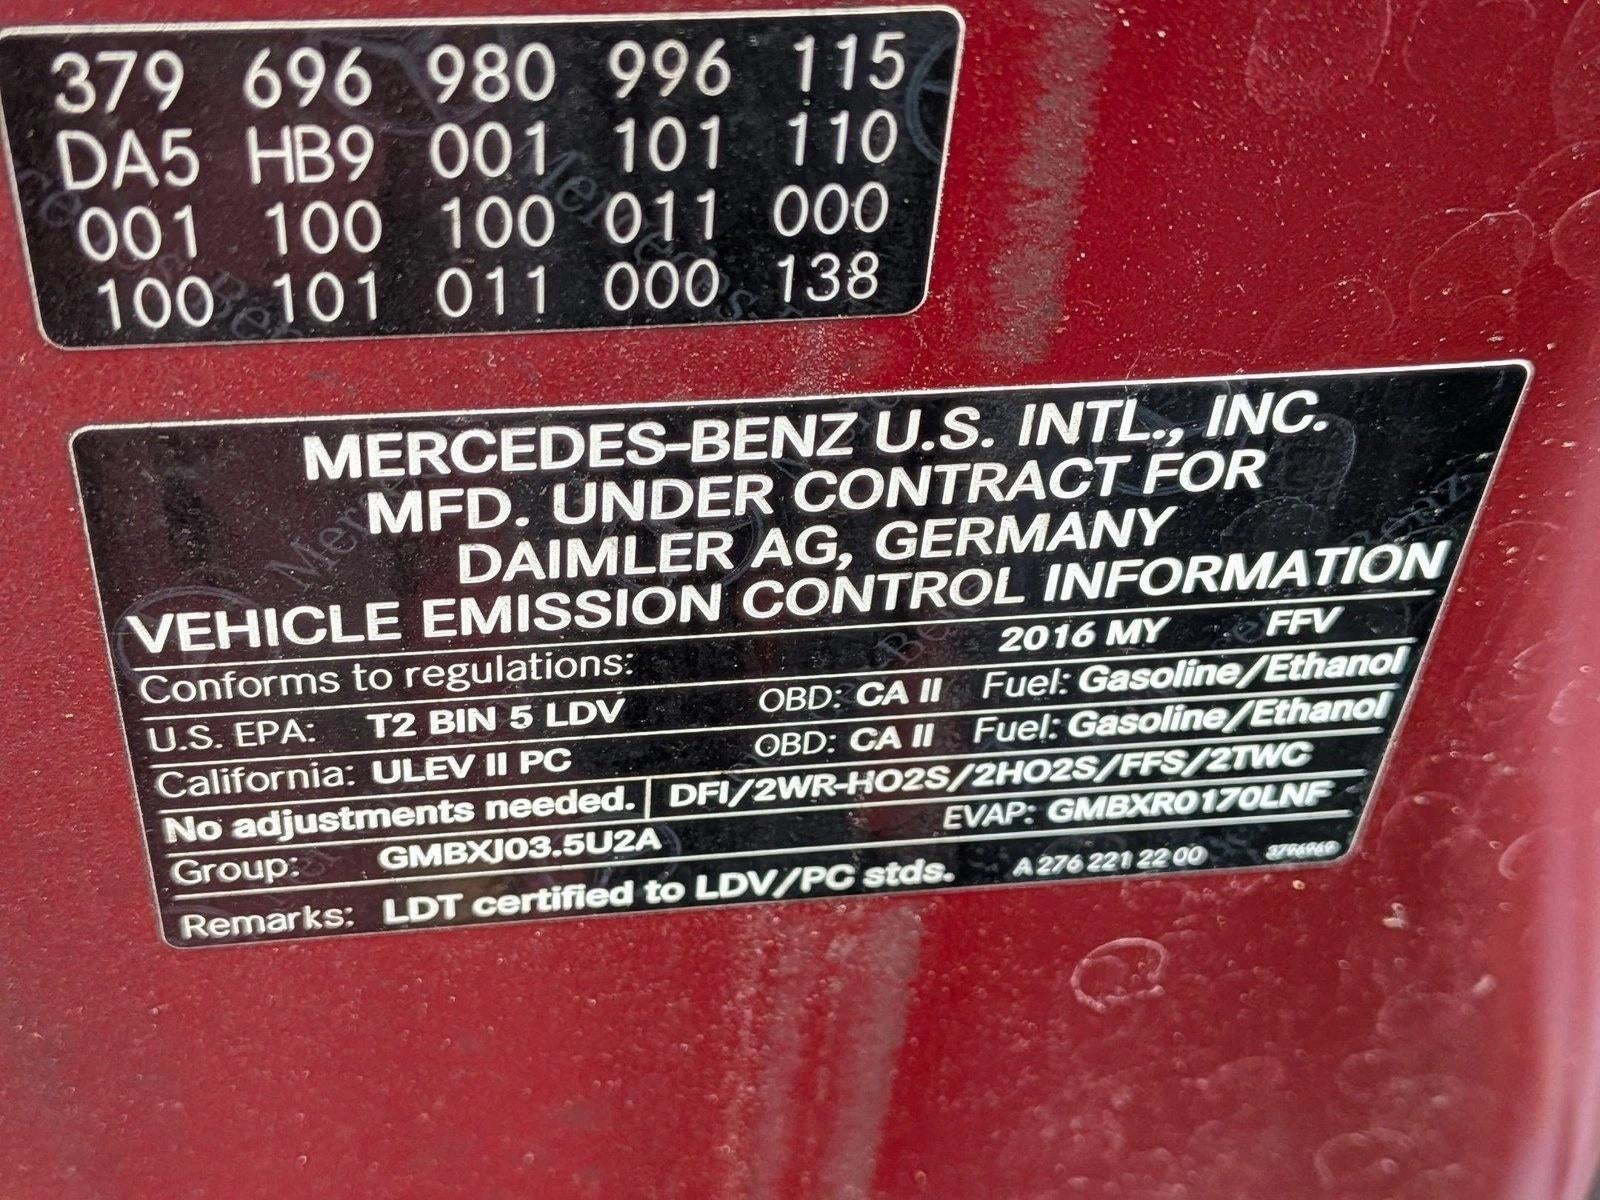 379 696 980 996 115
DA5 HB9 001 101 110
001 100 100 011 000
100 101 011 000 138
MERCEDES-BENZ U.S. INTL., INC.
MFD. UNDER CONTRACT FOR
DAIMLER AG, GERMANY
VEHICLE EMISSION CONTROL INFORMATION
Conforms to regulations: 2016 MY FFV
U.S. EPA: T2 BIN 5 LDV OBD: CA II Fuel: Gasoline/Ethanol
California: ULEV II PC OBD: CA II Fuel: Gasoline/Ethanol
No adjustments needed. DFI/2WR-HO2S/2HO2S/FFS/2TWC
Group: GMBXJ03.5U2A EVAP: GMBXR0170LNF
Remarks: LDT certified to LDV/PC stds. A 276 221 22 00 3796969